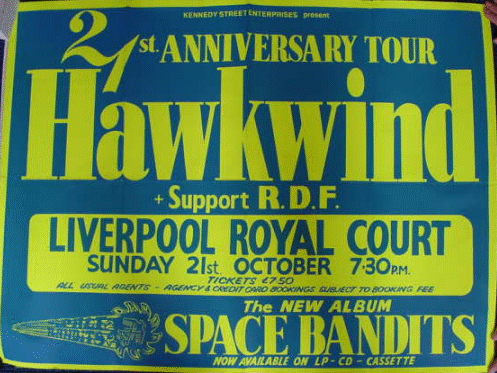 KENNEDY STREET ENTERPRISES present
21st. ANNIVERSARY TOUR
Hawkwind
+ Support R.D.F.
LIVERPOOL ROYAL COURT
SUNDAY 21st. OCTOBER 7·30P.M.
TICKETS £7.50
ALL USUAL AGENTS - AGENCY & CREDIT CARD BOOKINGS SUBJECT TO BOOKING FEE
The NEW ALBUM
SPACE BANDITS
NOW AVAILABLE ON LP - CD - CASSETTE